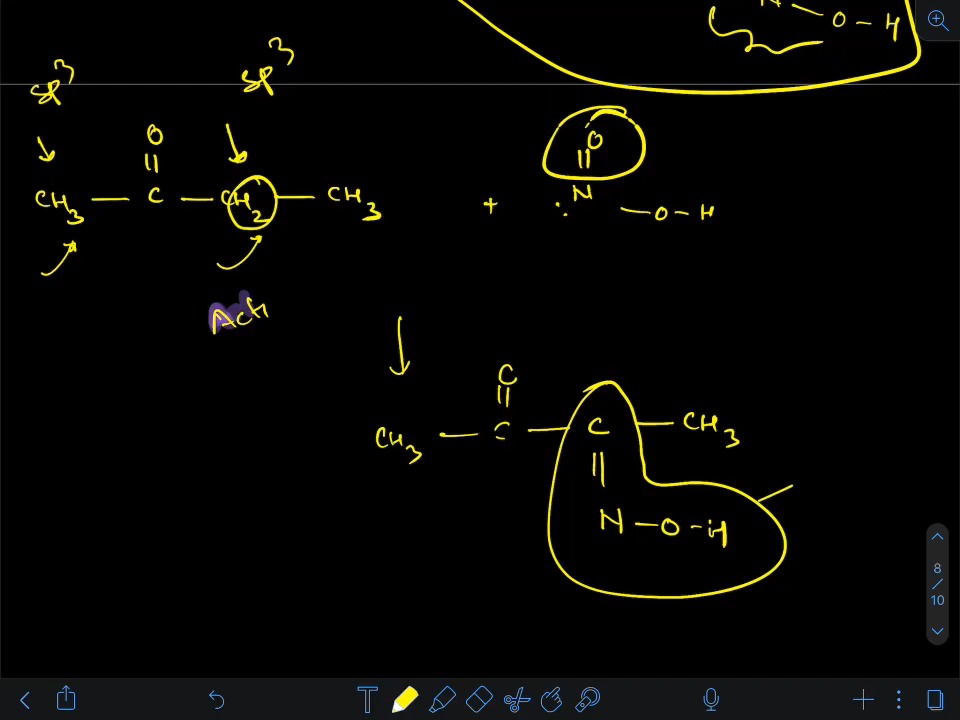 N
O - H
sp3 sp3
O
||
CH3 — C — CH2 — CH3 + O
||
:N — O - H
Ach
C
||
CH3 — C — C — CH3
||
N — O - H
T
8
/
10